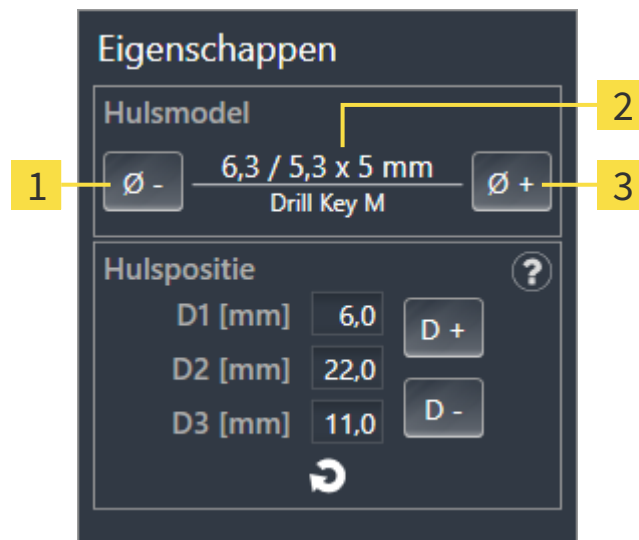 Eigenschappen
Hulsmodel
2
1
Ø -
6,3 / 5,3 x 5 mm
Drill Key M
Ø +
3
Hulspositie
?
D1 [mm] 6,0
D +
D2 [mm] 22,0
D3 [mm] 11,0
D -